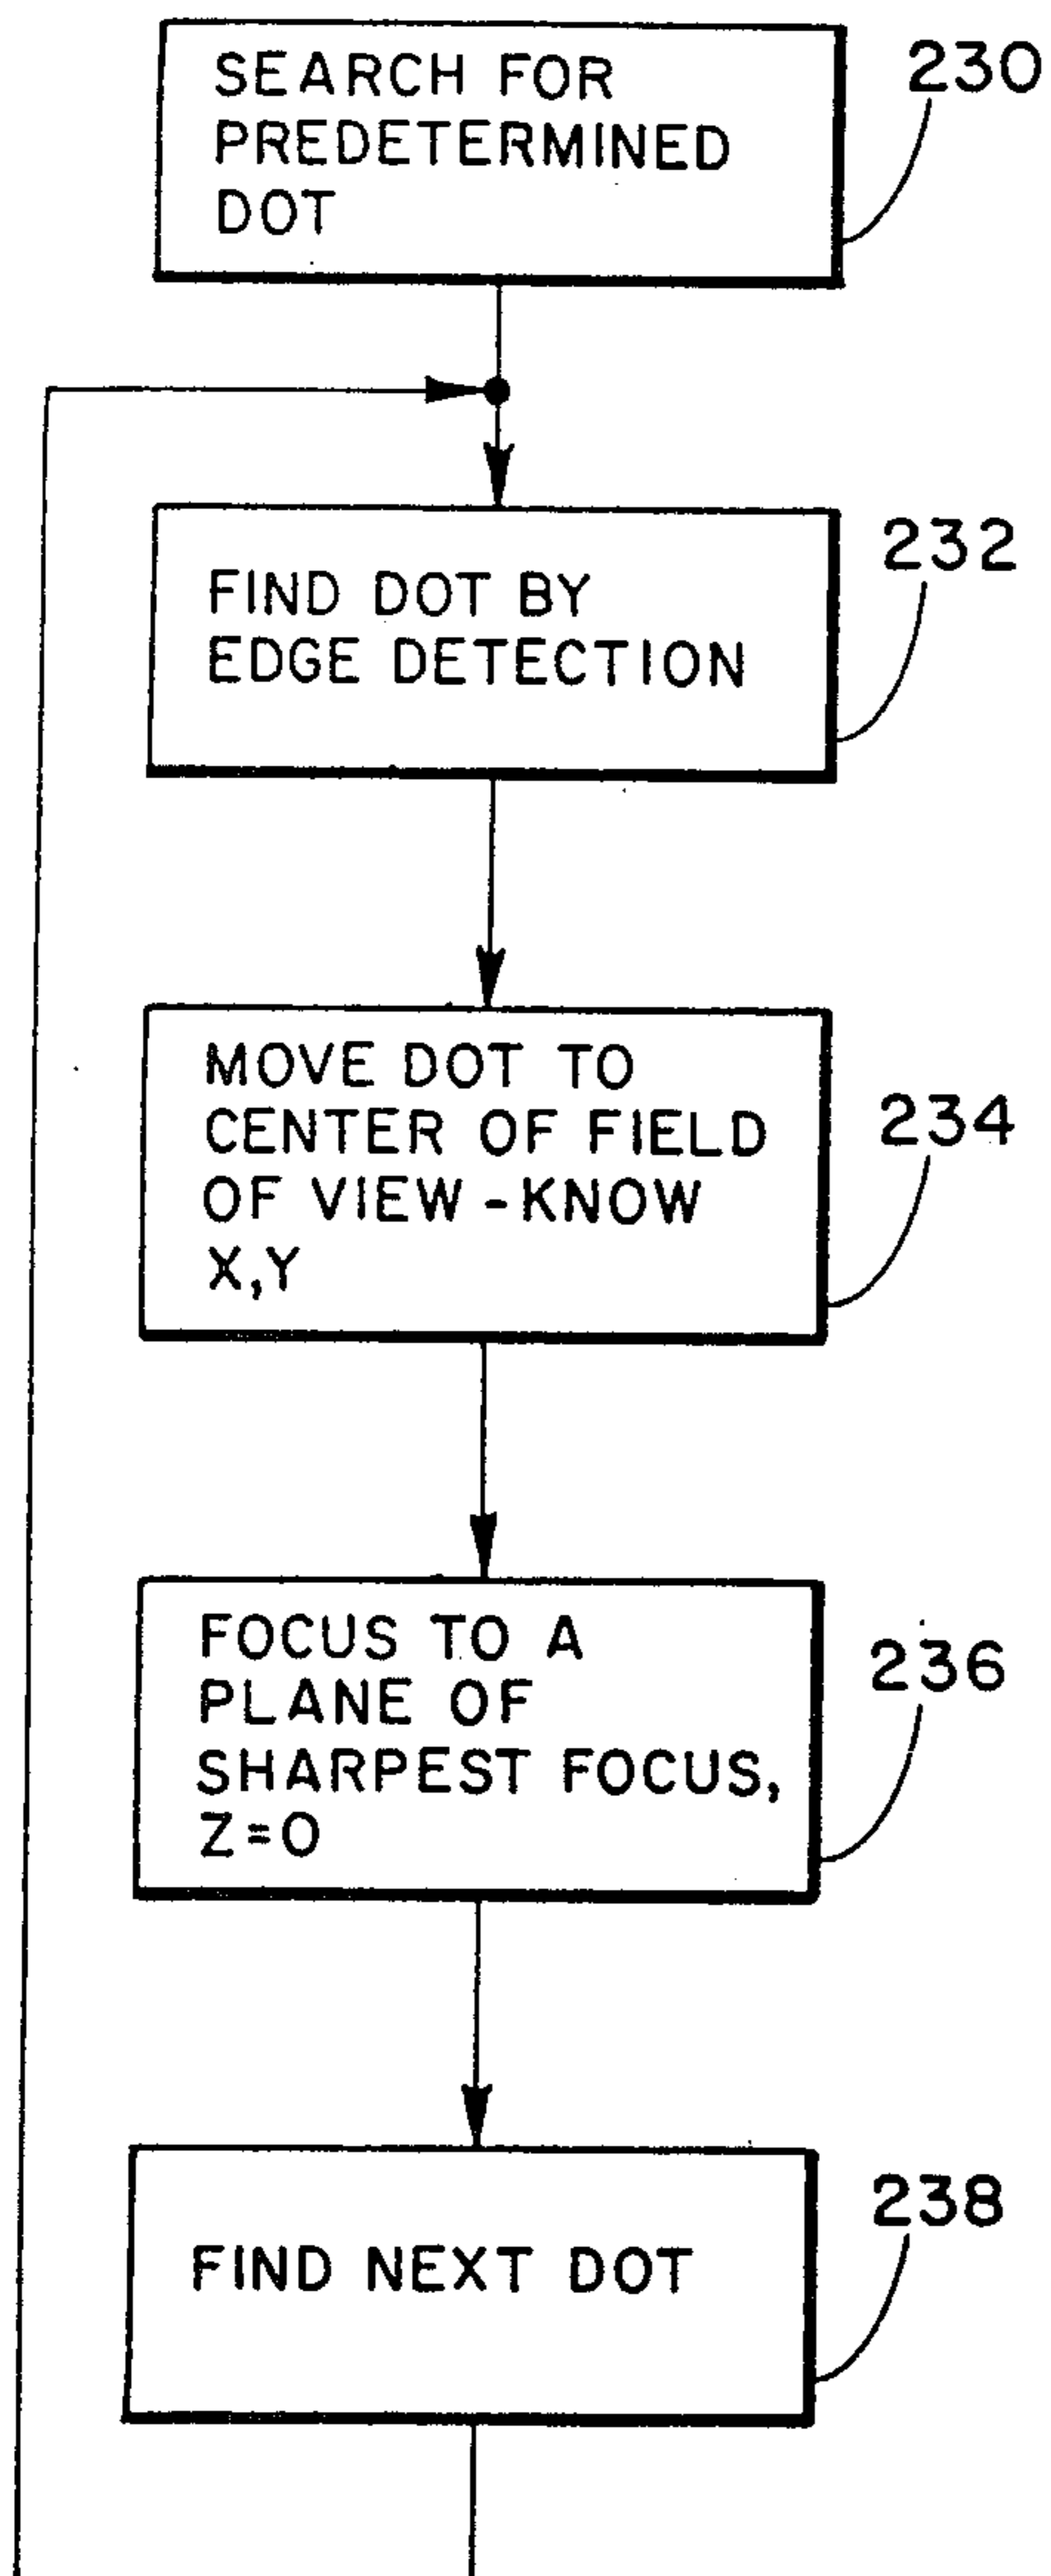 SEARCH FOR
PREDETERMINED
DOT
230
FIND DOT BY
EDGE DETECTION
232
MOVE DOT TO
CENTER OF FIELD
OF VIEW - KNOW
X,Y
234
FOCUS TO A
PLANE OF
SHARPEST FOCUS,
Z=0
236
FIND NEXT DOT
238